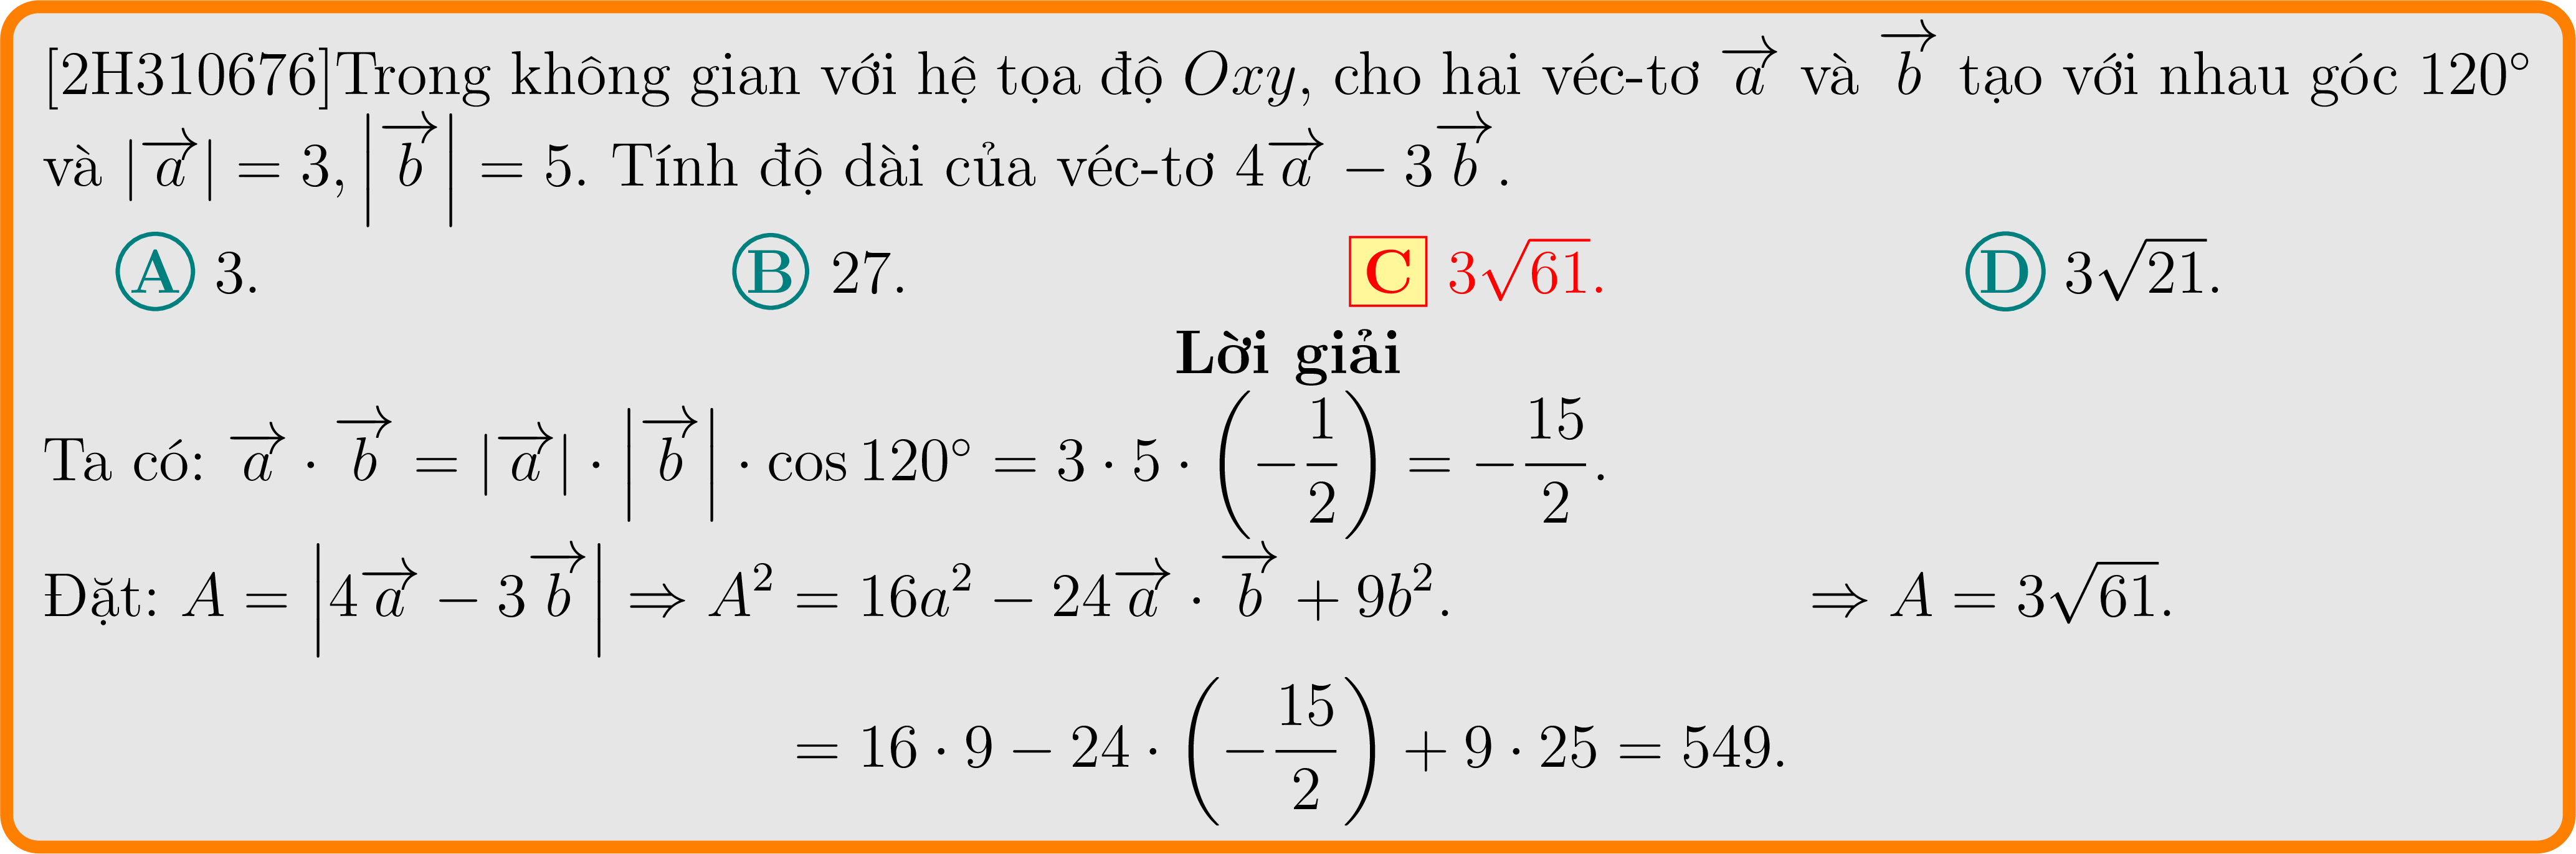 [2H310676]Trong không gian với hệ tọa độ Oxy, cho hai véc-tơ $\overrightarrow{a}$ và $\overrightarrow{b}$ tạo với nhau góc 120°
và $|\overrightarrow{a}| = 3, \left|\overrightarrow{b}\right| = 5$. Tính độ dài của véc-tơ $4\overrightarrow{a} - 3\overrightarrow{b}$.
A 3. B 27. C $3\sqrt{61}$. D $3\sqrt{21}$.
Lời giải
Ta có: $\overrightarrow{a} \cdot \overrightarrow{b} = |\overrightarrow{a}| \cdot \left|\overrightarrow{b}\right| \cdot \cos 120^\circ = 3 \cdot 5 \cdot \left(-\frac{1}{2}\right) = -\frac{15}{2}$.
Đặt: $A = \left|4\overrightarrow{a} - 3\overrightarrow{b}\right| \Rightarrow A^2 = 16a^2 - 24\overrightarrow{a} \cdot \overrightarrow{b} + 9b^2$. $\Rightarrow A = 3\sqrt{61}$.
$= 16 \cdot 9 - 24 \cdot \left(-\frac{15}{2}\right) + 9 \cdot 25 = 549$.